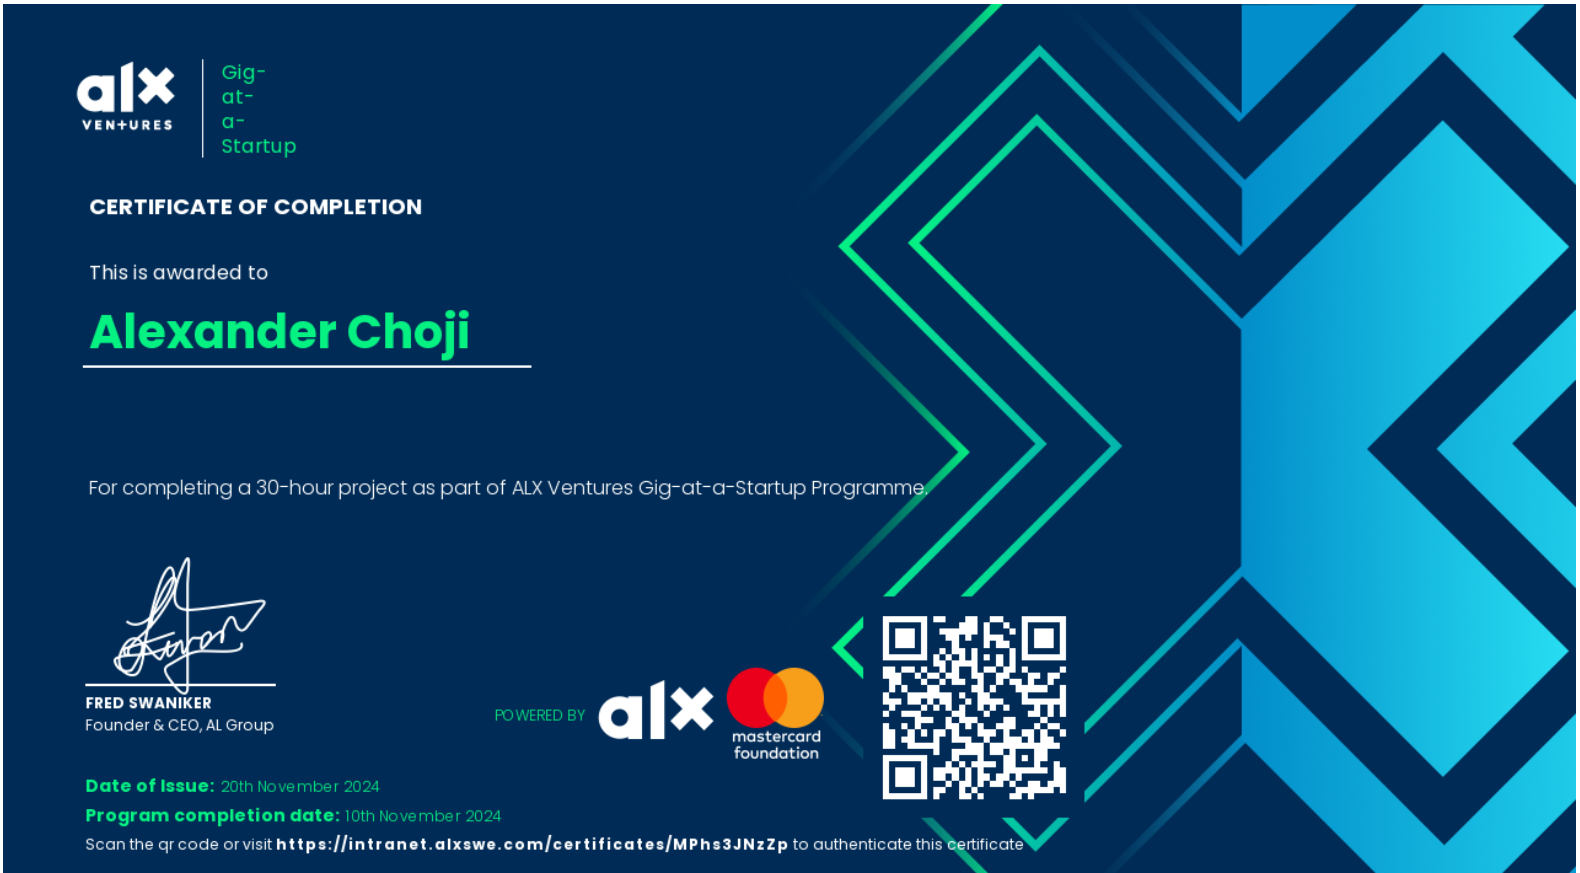 alx
VENTURES
Gig-
at-
a-
Startup
CERTIFICATE OF COMPLETION
This is awarded to
Alexander Choji
For completing a 30-hour project as part of ALX Ventures Gig-at-a-Startup Programme.
FRED SWANIKER
Founder & CEO, AL Group
POWERED BY alx
mastercard
foundation
Date of Issue: 20th November 2024
Program completion date: 10th November 2024
Scan the qr code or visit https://intranet.alxswe.com/certificates/MPhs3JNzZp to authenticate this certificate